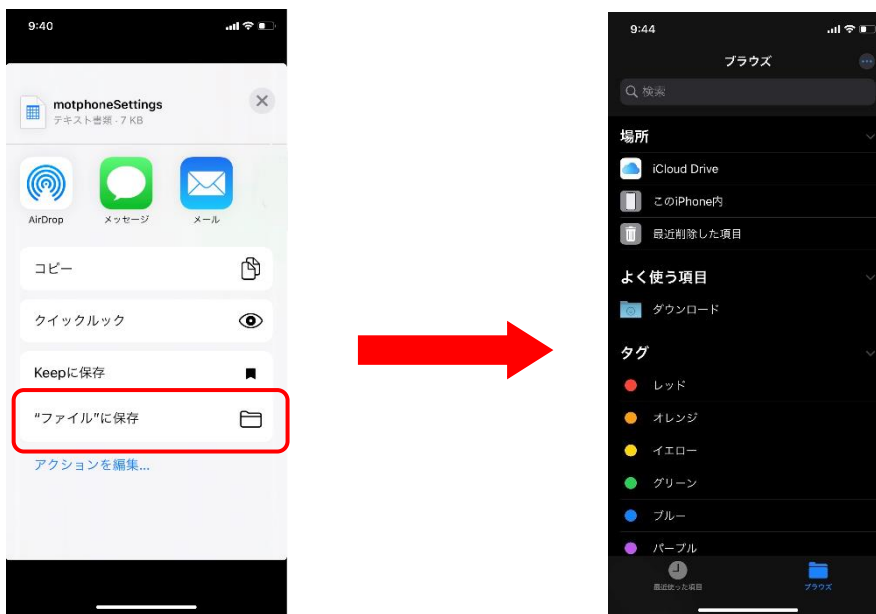 9:40
motphoneSettings
テキスト書類・7 KB
AirDrop
メッセージ
メール
コピー
クイックルック
Keepに保存
“ファイル”に保存
アクションを編集...
9:44
ブラウズ
検索
場所
iCloud Drive
このiPhone内
最近削除した項目
よく使う項目
ダウンロード
タグ
レッド
オレンジ
イエロー
グリーン
ブルー
パープル
最近使った項目
ブラウズ